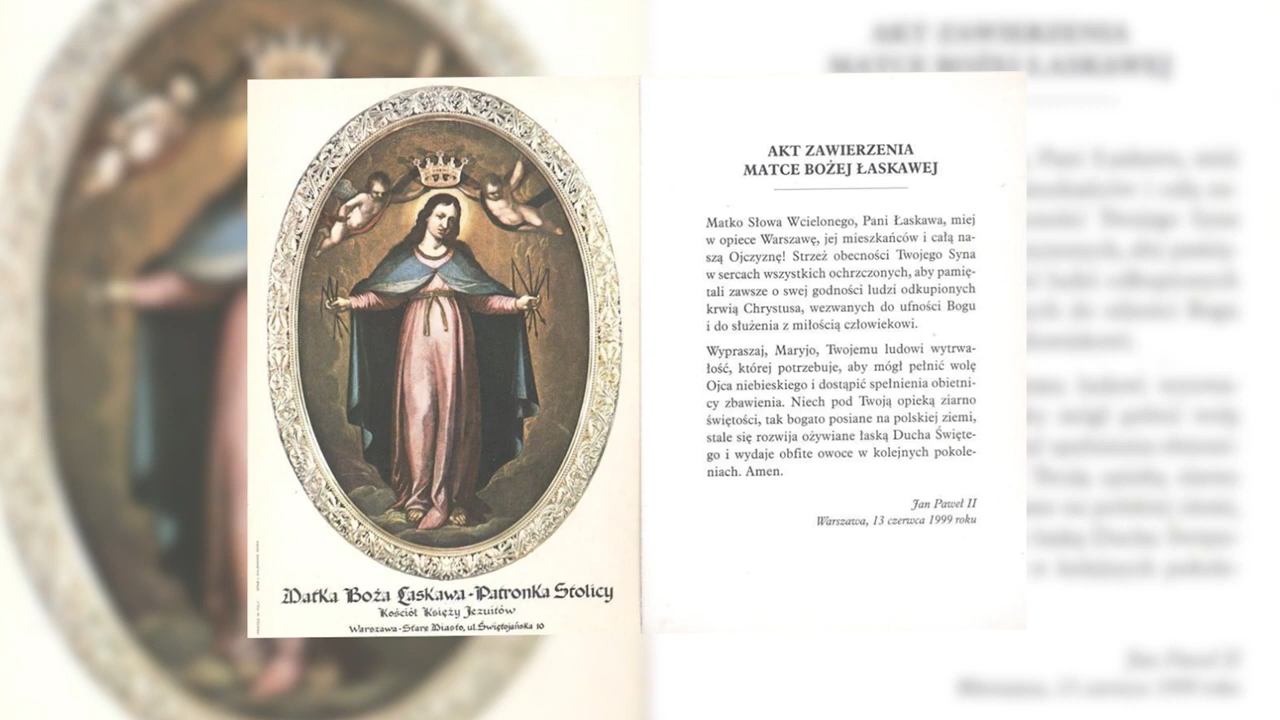 Matka Boża Łaskawa - Patronka Stolicy
Kościół Księży Jezuitów
Warszawa - Stare Miasto, ul. Świętojańska 10
AKT ZAWIERZENIA
MATCE BOŻEJ ŁASKAWEJ
Matko Słowa Wcielonego, Pani Łaskawa, miej
w opiece Warszawę, jej mieszkańców i całą na-
szą Ojczyznę! Strzeż obecności Twojego Syna
w sercach wszystkich ochrzczonych, aby pamię-
tali zawsze o swej godności ludzi odkupionych
krwią Chrystusa, wezwanych do ufności Bogu
i do służenia z miłością człowiekowi.
Wypraszaj, Maryjo, Twojemu ludowi wytrwa-
łość, której potrzebuje, aby mógł pełnić wolę
Ojca niebieskiego i dostąpić spełnienia obietni-
cy zbawienia. Niech pod Twoją opieką ziarno
świętości, tak bogato posiane na polskiej ziemi,
stale się rozwija ożywiane łaską Ducha Święte-
go i wydaje obfite owoce w kolejnych pokole-
niach. Amen.
Jan Paweł II
Warszawa, 13 czerwca 1999 roku